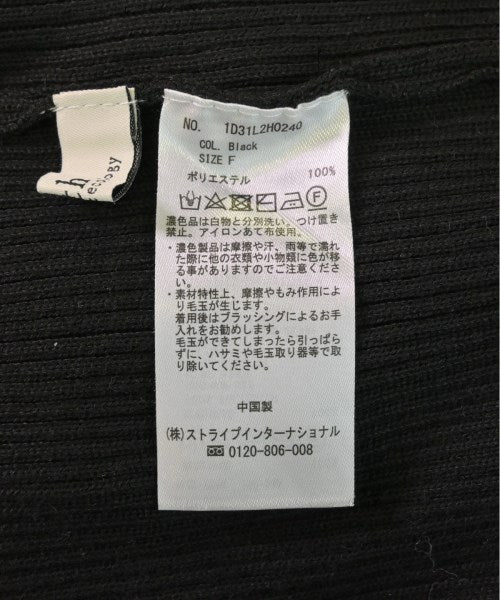 NO. 1D31L2H0240
COL. Black
SIZE F
ポリエステル 100%
濃色品は白物と分別洗い。つけ置き
禁止。アイロンあて布使用。
・濃色製品は摩擦や汗、雨等で濡れ
た際に他の衣類や小物類に色が移
る事がありますのでご注意くださ
い。
・素材特性上、摩擦やもみ作用によ
り毛玉が生じます。
着用後はブラッシングによるお手
入れをお勧めします。
毛玉ができてしまったら引っぱら
ずに、ハサミや毛玉取り器等で取
り除いてください。
中国製
(株)ストライプインターナショナル
0120-806-008